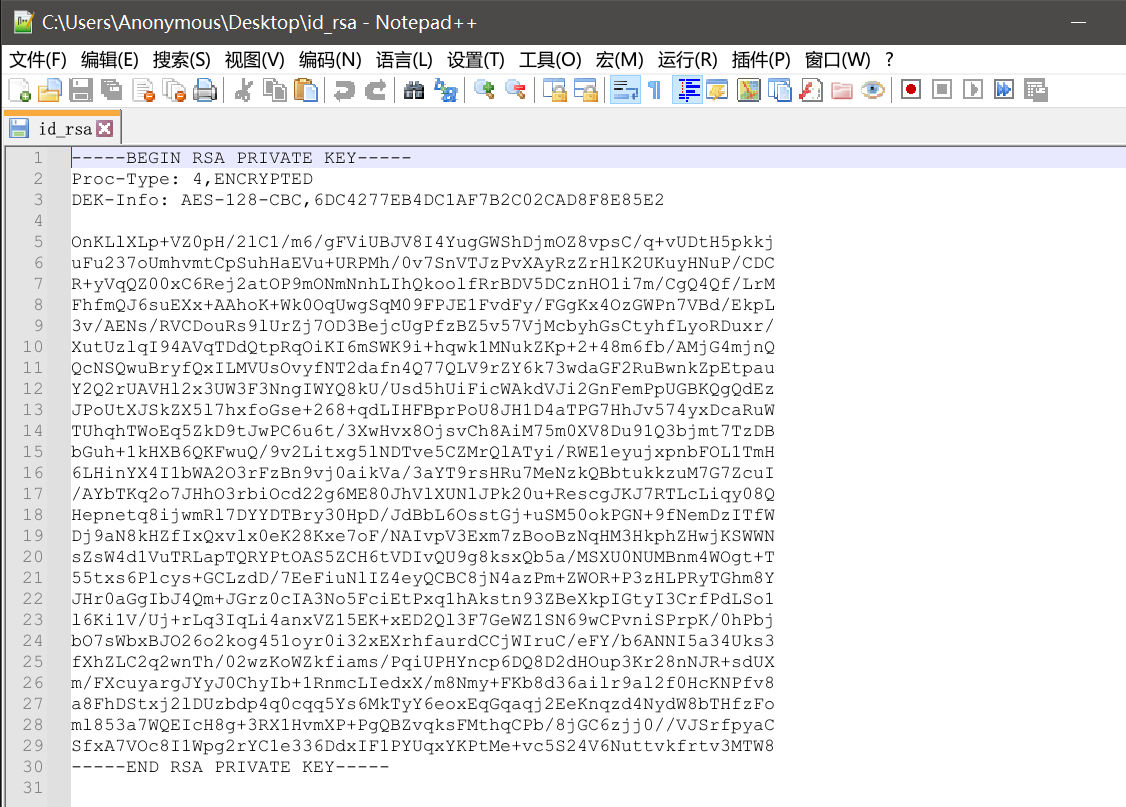 C:\Users\Anonymous\Desktop\id_rsa - Notepad++
文件(F) 编辑(E) 搜索(S) 视图(V) 编码(N) 语言(L) 设置(T) 工具(O) 宏(M) 运行(R) 插件(P) 窗口(W) ?
id_rsa
1 -----BEGIN RSA PRIVATE KEY-----
2 Proc-Type: 4,ENCRYPTED
3 DEK-Info: AES-128-CBC,6DC4277EB4DC1AF7B2C02CAD8F8E85E2
4
5 OnKLlXLp+VZ0pH/2lC1/m6/gFViUBJV8I4YugGWShDjmOZ8vpsC/q+vUDtH5pkkj
6 uFu237oUmhvmtCpSuhHaEVu+URPMh/0v7SnVTJzPvXAyRzZrHlK2UKuyHNuP/CDC
7 R+yVqQZ00xC6Rej2atOP9mONmNnhLIhQkoolfRrBDV5DCznHO1i7m/CgQ4Qf/LrM
8 FhfmQJ6suEXx+AAhoK+Wk0OqUwgSqM09FPJE1FvdFy/FGgKx4OzGWPn7VBd/EkpL
9 3v/AENs/RVCDouRs9lUrZj7OD3BejcUgPfzBZ5v57VjMcbyhGsCtyhfLyoRDuxr/
10 XutUzlqI94AVqTDdQtpRqOiKI6mSWK9i+hqwk1MNukZKp+2+48m6fb/AMjG4mjnQ
11 QcNSQwuBryfQxILMVUsOvyfNT2dafn4Q77QLV9rZY6k73wdaGF2RuBwnkZpEtpau
12 Y2Q2rUAVHl2x3UW3F3NngIWYQ8kU/Usd5hUiFicWAkdVJi2GnFemPpUGBKQgQdEz
13 JPoUtXJSkZX5l7hxfoGse+268+qdLIHFBprPoU8JH1D4aTPG7HhJv574yxDcaRuW
14 TUhqhTWoEq5ZkD9tJwPC6u6t/3XwHvx8OjsvCh8AiM75m0XV8Du91Q3bjmt7TzDB
15 bGuh+1kHXB6QKFwuQ/9v2Litxg5lNDTve5CZMrQlATyi/RWE1eyujxpnbFOL1TmH
16 6LHinYX4I1bWA2O3rFzBn9vj0aikVa/3aYT9rsHRu7MeNzkQBbtukkzuM7G7ZcuI
17 /AYbTKq2o7JHhO3rbiOcd22g6ME80JhVlXUNlJPk20u+RescgJKJ7RTLcLiqy08Q
18 Hepnetq8ijwmRl7DYYDTBry30HpD/JdBbL6OsstGj+uSM50okPGN+9fNemDzITfW
19 Dj9aN8kHZfIxQxvlx0eK28Kxe7oF/NAIvpV3Exm7zBooBzNqHM3HkphZHwjKSWWN
20 sZsW4d1VuTRLapTQRYPtOAS5ZCH6tVDIvQU9g8ksxQb5a/MSXU0NUMBnm4WOgt+T
21 55txs6Plcys+GCLzdD/7EeFiuNlIZ4eyQCBC8jN4azPm+ZWOR+P3zHLPRyTGhm8Y
22 JHr0aGgIbJ4Qm+JGrz0cIA3No5FciEtPxq1hAkstn93ZBeXkpIGtyI3CrfPdLSo1
23 l6Ki1V/Uj+rLq3IqLi4anxVZ15EK+xED2Ql3F7GeWZ1SN69wCPvniSPrpK/0hPbj
24 bO7sWbxBJO26o2kog451oyr0i32xEXrhfaurdCCjWIruC/eFY/b6ANNI5a34Uks3
25 fXhZLC2q2wnTh/02wzKoWZkfiams/PqiUPHYncp6DQ8D2dHOup3Kr28nNJR+sdUX
26 m/FXcuyargJYyJ0ChyIb+1RnmcLIedxX/m8Nmy+FKb8d36ailr9al2f0HcKNPfv8
27 a8FhDStxj2lDUzbdp4q0cqq5Ys6MkTyY6eoxEqGqaqj2EeKnqzd4NydW8bTHfzFo
28 ml853a7WQEIcH8g+3RX1HvmXP+PgQBZvqksFMthqCPb/8jGC6zjj0//VJSrfpyaC
29 SfxA7VOc8I1Wpg2rYC1e336DdxIF1PYUqxYKPtMe+vc5S24V6Nuttvkfrtv3MTW8
30 -----END RSA PRIVATE KEY-----
31